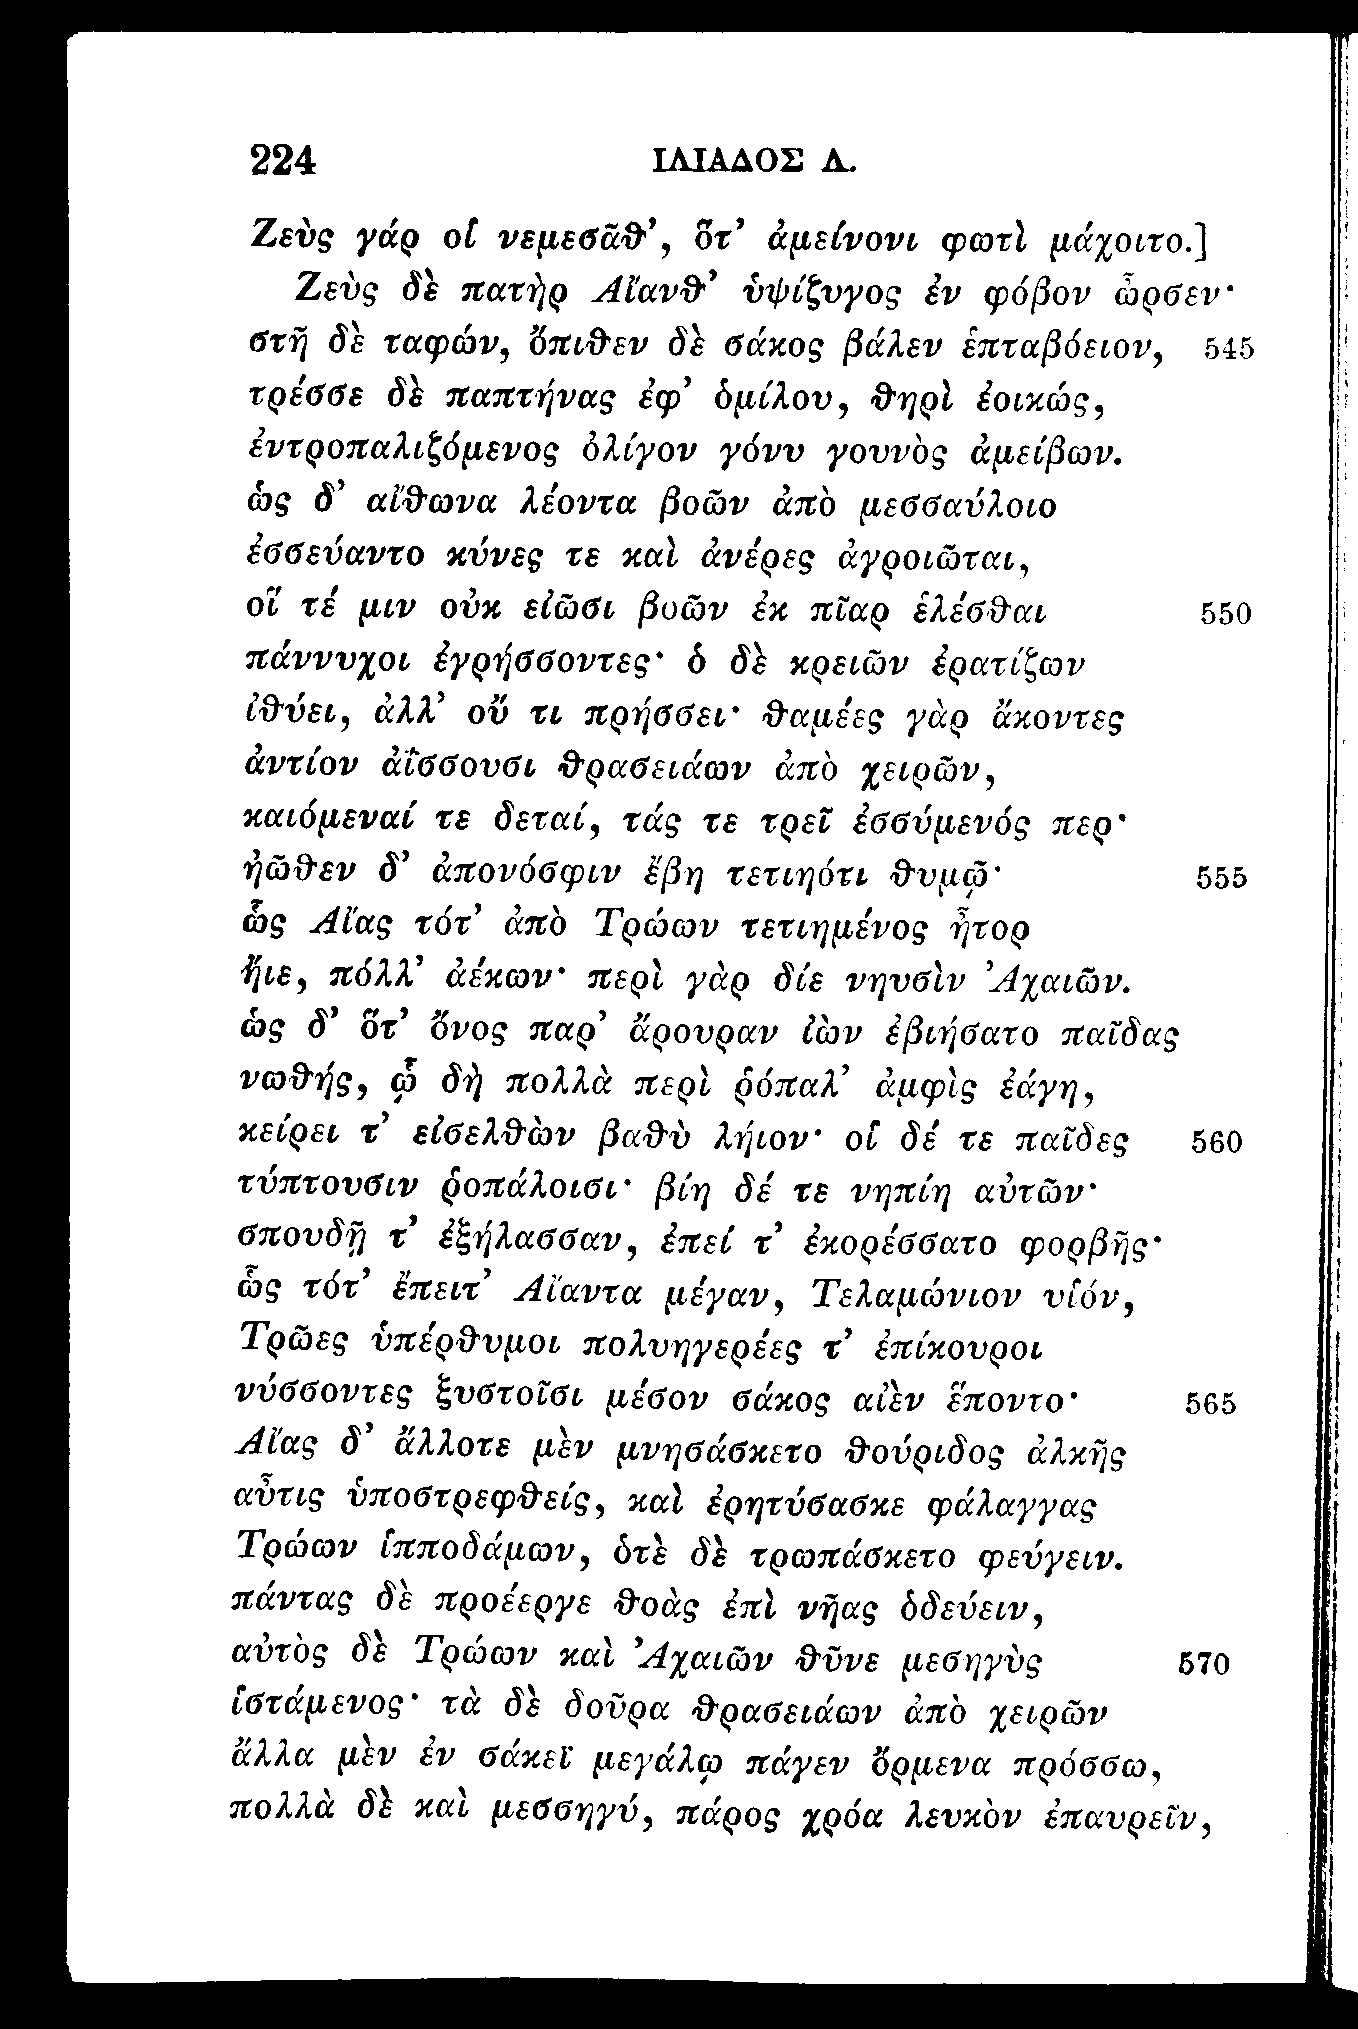 224 ΙΛΙΑΔΟΣ Λ.
Ζεὺς γάρ οἱ νεμεσᾶθ’, ὅτ’ ἀμείνονι φωτὶ μάχοιτο.]
Ζεὺς δὲ πατὴρ Αἴανθ’ ὑψίζυγος ἐν φόβον ὦρσεν·
στῆ δὲ ταφών, ὄπιθεν δὲ σάκος βάλεν ἑπταβόειον, 545
τρέσσε δὲ παπτήνας ἐφ’ ὁμίλου, θηρὶ ἐοικώς,
ἐντροπαλιζόμενος ὀλίγον γόνυ γουνὸς ἀμείβων.
ὡς δ’ αἴθωνα λέοντα βοῶν ἀπὸ μεσσαύλοιο
ἐσσεύαντο κύνες τε καὶ ἀνέρες ἀγροιῶται,
οἵ τέ μιν οὐκ εἰῶσι βοῶν ἐκ πῖαρ ἑλέσθαι 550
πάννυχοι ἐγρήσσοντες· ὁ δὲ κρειῶν ἐρατίζων
ἰθύει, ἀλλ’ οὔ τι πρήσσει· θαμέες γὰρ ἄκοντες
ἀντίον ἀΐσσουσι θρασειάων ἀπὸ χειρῶν,
καιόμεναί τε δεταί, τάς τε τρεῖ ἐσσύμενός περ·
ἠῶθεν δ’ ἀπονόσφιν ἔβη τετιηότι θυμῷ· 555
ὣς Αἴας τότ’ ἀπὸ Τρώων τετιημένος ἦτορ
ἤιε, πόλλ’ ἀέκων· περὶ γὰρ δίε νηυσὶν Ἀχαιῶν.
ὡς δ’ ὅτ’ ὄνος παρ’ ἄρουραν ἰὼν ἐβιήσατο παῖδας
νωθής, ᾧ δὴ πολλὰ περὶ ῥόπαλ’ ἀμφὶς ἐάγη,
κείρει τ’ εἰσελθὼν βαθὺ λήιον· οἱ δέ τε παῖδες 560
τύπτουσιν ῥοπάλοισι· βίη δέ τε νηπίη αὐτῶν·
σπουδῇ τ’ ἐξήλασσαν, ἐπεί τ’ ἐκορέσσατο φορβῆς·
ὣς τότ’ ἔπειτ’ Αἴαντα μέγαν, Τελαμώνιον υἱόν,
Τρῶες ὑπέρθυμοι πολυηγερέες τ’ ἐπίκουροι
νύσσοντες ξυστοῖσι μέσον σάκος αἰὲν ἕποντο· 565
Αἴας δ’ ἄλλοτε μὲν μνησάσκετο θούριδος ἀλκῆς
αὖτις ὑποστρεφθείς, καὶ ἐρητύσασκε φάλαγγας
Τρώων ἱπποδάμων, ὁτὲ δὲ τρωπάσκετο φεύγειν.
πάντας δὲ προέεργε θοὰς ἐπὶ νῆας ὁδεύειν,
αὐτὸς δὲ Τρώων καὶ Ἀχαιῶν θῦνε μεσηγὺς 570
ἱστάμενος· τὰ δὲ δοῦρα θρασειάων ἀπὸ χειρῶν
ἄλλα μὲν ἐν σάκεϊ μεγάλῳ πάγεν ὄρμενα πρόσσω,
πολλὰ δὲ καὶ μεσσηγύ, πάρος χρόα λευκὸν ἐπαυρεῖν,